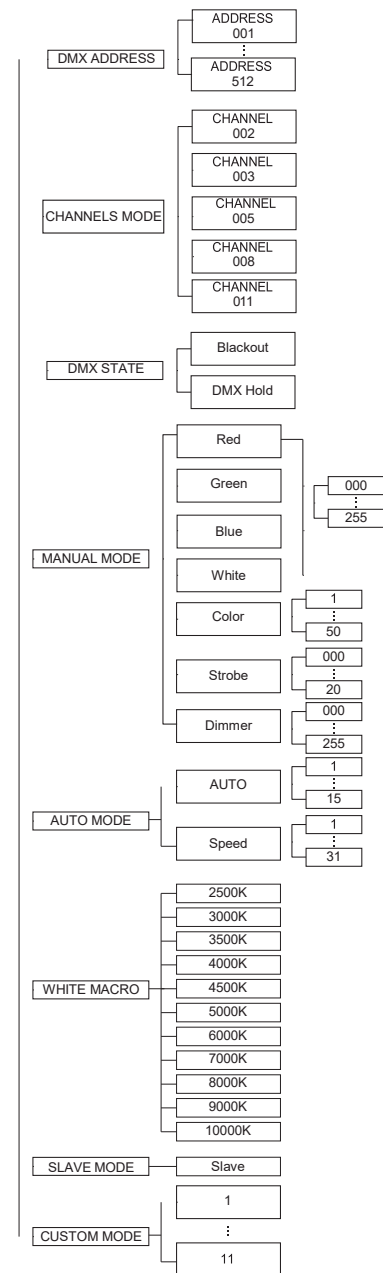 DMX ADDRESS
ADDRESS
001
ADDRESS
512
CHANNELS MODE
CHANNEL
002
CHANNEL
003
CHANNEL
005
CHANNEL
008
CHANNEL
011
DMX STATE
Blackout
DMX Hold
MANUAL MODE
Red
Green
Blue
White
000
255
Color
1
50
Strobe
000
20
Dimmer
000
255
AUTO MODE
AUTO
1
15
Speed
1
31
WHITE MACRO
2500K
3000K
3500K
4000K
4500K
5000K
6000K
7000K
8000K
9000K
10000K
SLAVE MODE
Slave
CUSTOM MODE
1
11